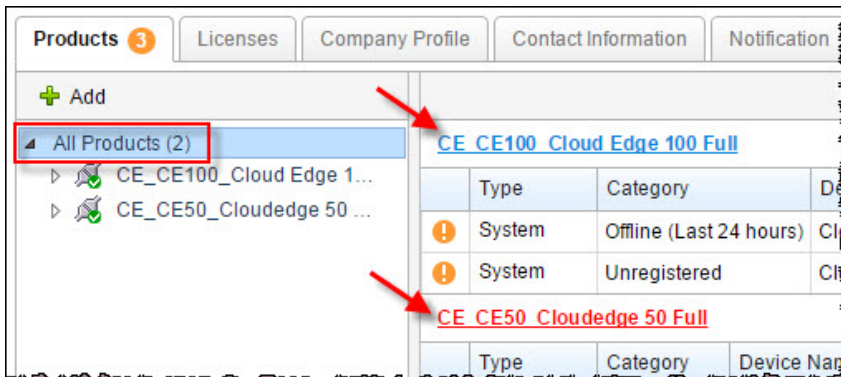 Products 3 Licenses Company Profile Contact Information Notification
Add
All Products (2)
CE_CE100_Cloud Edge 1...
CE_CE50_Cloudedge 50 ...
CE_CE100_Cloud Edge 100 Full
Type Category
System Offline (Last 24 hours)
System Unregistered
CE_CE50_Cloudedge 50 Full
Type Category Device